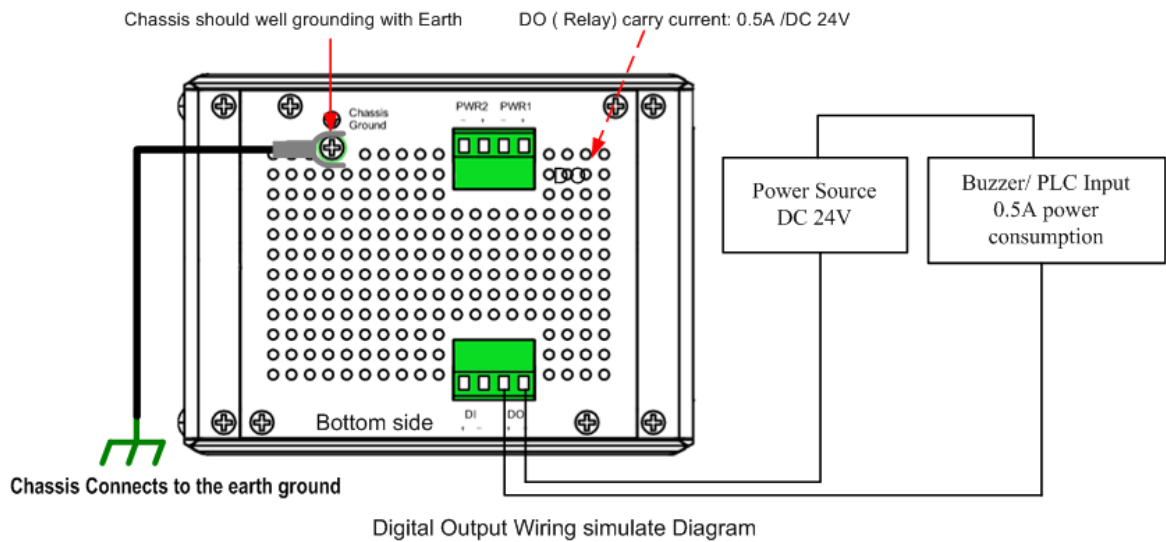 Chassis should well grounding with Earth
DO ( Relay) carry current: 0.5A /DC 24V
Chassis
Ground
PWR2 PWR1
- + - +
DO
Power Source
DC 24V
Buzzer/ PLC Input
0.5A power
consumption
DI DO
+ - +
Bottom side
Chassis Connects to the earth ground
Digital Output Wiring simulate Diagram